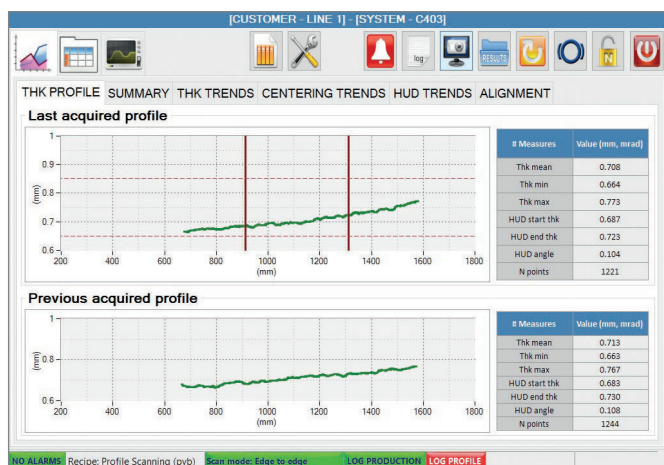 [CUSTOMER - LINE 1] - [SYSTEM - C403]
log
RESULTS
N
THK PROFILE SUMMARY THK TRENDS CENTERING TRENDS HUD TRENDS ALIGNMENT
Last acquired profile
1
0.9
0.8
0.7
0.6
(mm)
200 400 600 800 1000 1200 1400 1600 1800
(mm)
# Measures Value (mm, mrad)
Thk mean 0.708
Thk min 0.664
Thk max 0.773
HUD start thk 0.687
HUD end thk 0.723
HUD angle 0.104
N points 1221
Previous acquired profile
1
0.8
0.6
(mm)
200 400 600 800 1000 1200 1400 1600 1800
(mm)
# Measures Value (mm, mrad)
Thk mean 0.713
Thk min 0.663
Thk max 0.767
HUD start thk 0.683
HUD end thk 0.730
HUD angle 0.108
N points 1244
NO ALARMS Recipe: Profile Scanning (pvb) Scan mode: Edge to edge LOG PRODUCTION LOG PROFILE